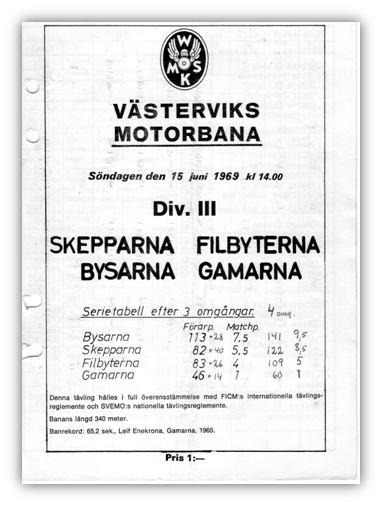 W
M S
K
VÄSTERVIKS
MOTORBANA
Söndagen den 15 juni 1969 kl 14.00
Div. III
SKEPPARNA FILBYTERNA
BYSARNA GAMARNA
Serietabell efter 3 omgångar. 4 omg.
Förarp. Matchp.
Bysarna 113+28 7,5 141 9,5
Skepparna 82+40 5,5 122 8,5
Filbyterna 83+26 4 109 5
Gamarna 46+14 1 60 1
Denna tävling hålles i full överensstämmelse med FICM:s internationella tävlings-
reglemente och SVEMO:s nationella tävlingsreglemente.
Banans längd 340 meter.
Banrekord: 65,2 sek., Leif Enekrona, Gamarna, 1965.
Pris 1:—